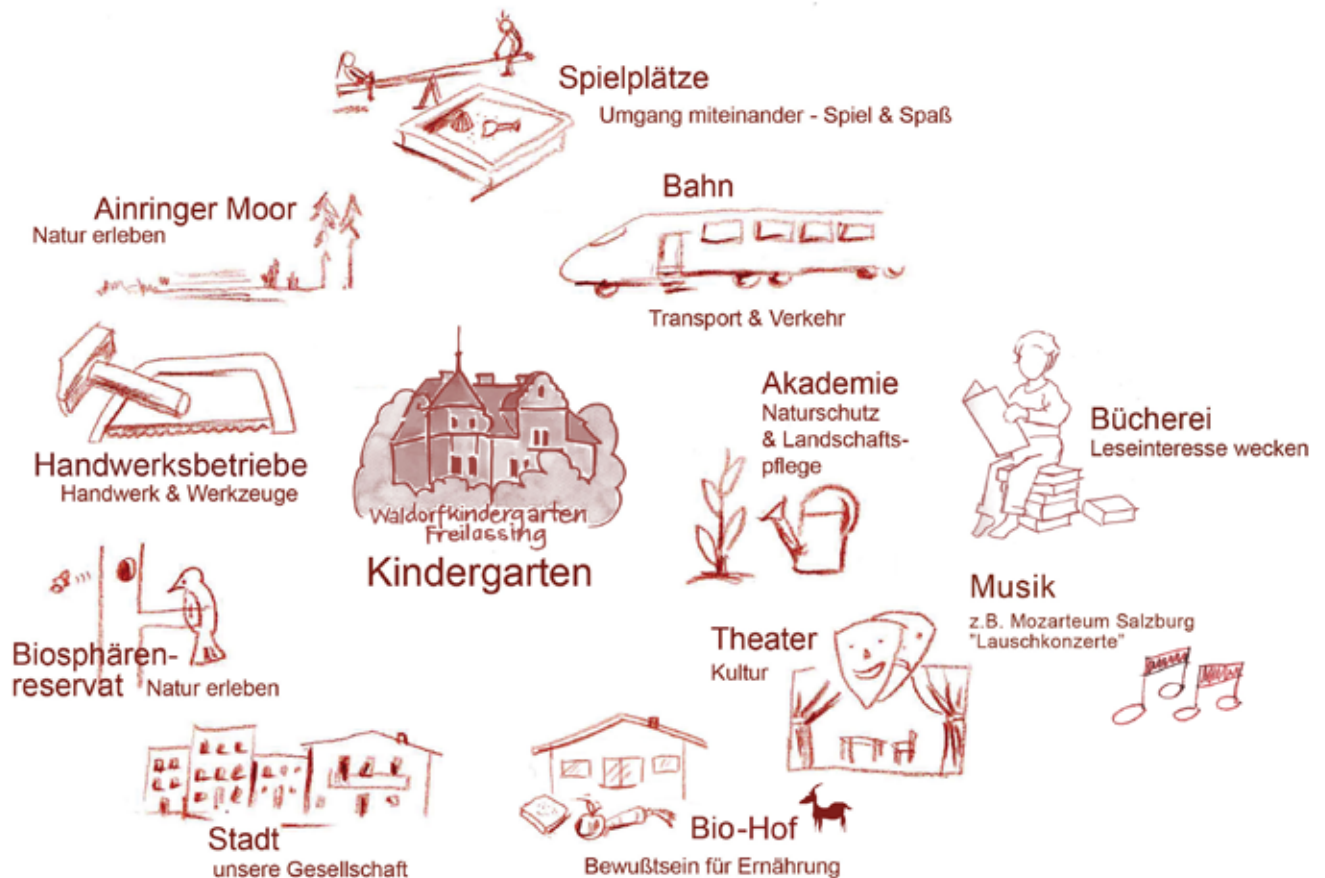 Spielplätze
Umgang miteinander - Spiel & Spaß
Bahn
Transport & Verkehr
Ainringer Moor
Natur erleben
Handwerksbetriebe
Handwerk & Werkzeuge
Waldorfkindergarten
Freilassing
Kindergarten
Akademie
Naturschutz
& Landschafts-
pflege
Bücherei
Leseinteresse wecken
Biosphären-
reservat Natur erleben
Theater
Kultur
Musik
z.B. Mozarteum Salzburg
"Lauschkonzerte"
Stadt
unsere Gesellschaft
Bio-Hof
Bewußtsein für Ernährung